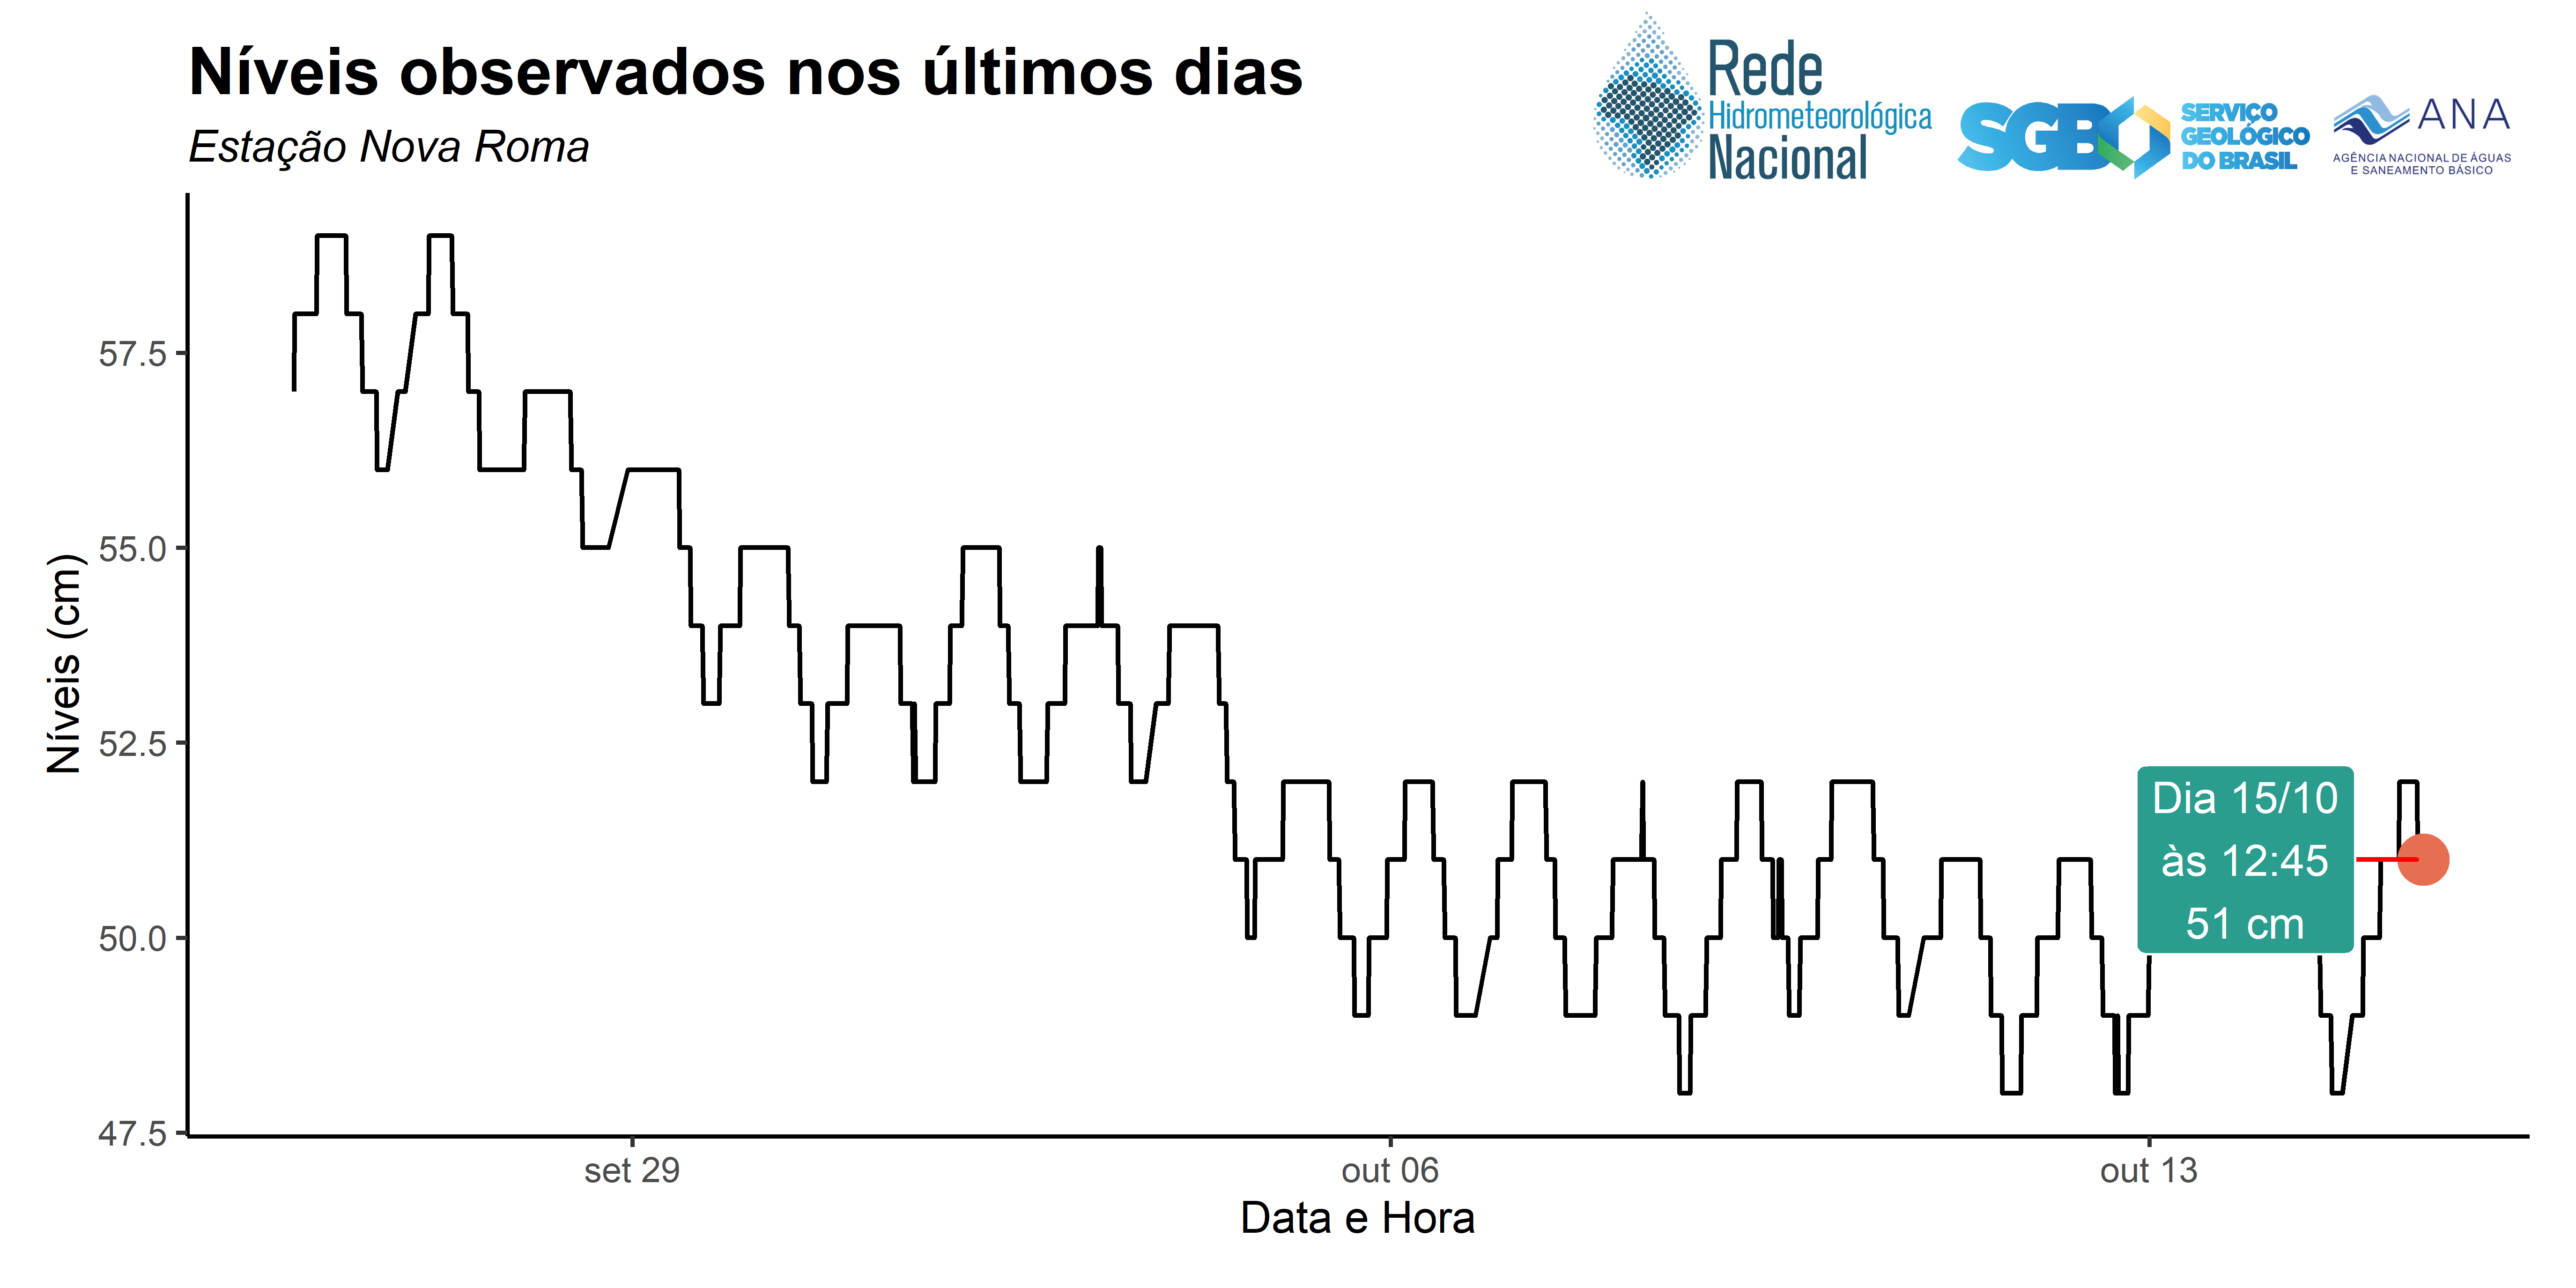 Níveis observados nos últimos dias
Estação Nova Roma
Rede
Hidrometeorológica
Nacional
SGB
SERVIÇO
GEOLÓGICO
DO BRASIL
ANA
AGÊNCIA NACIONAL DE ÁGUAS
E SANEAMENTO BÁSICO
Níveis (cm)
57.5
55.0
52.5
50.0
47.5
Dia 15/10
às 12:45
51 cm
set 29
out 06
out 13
Data e Hora